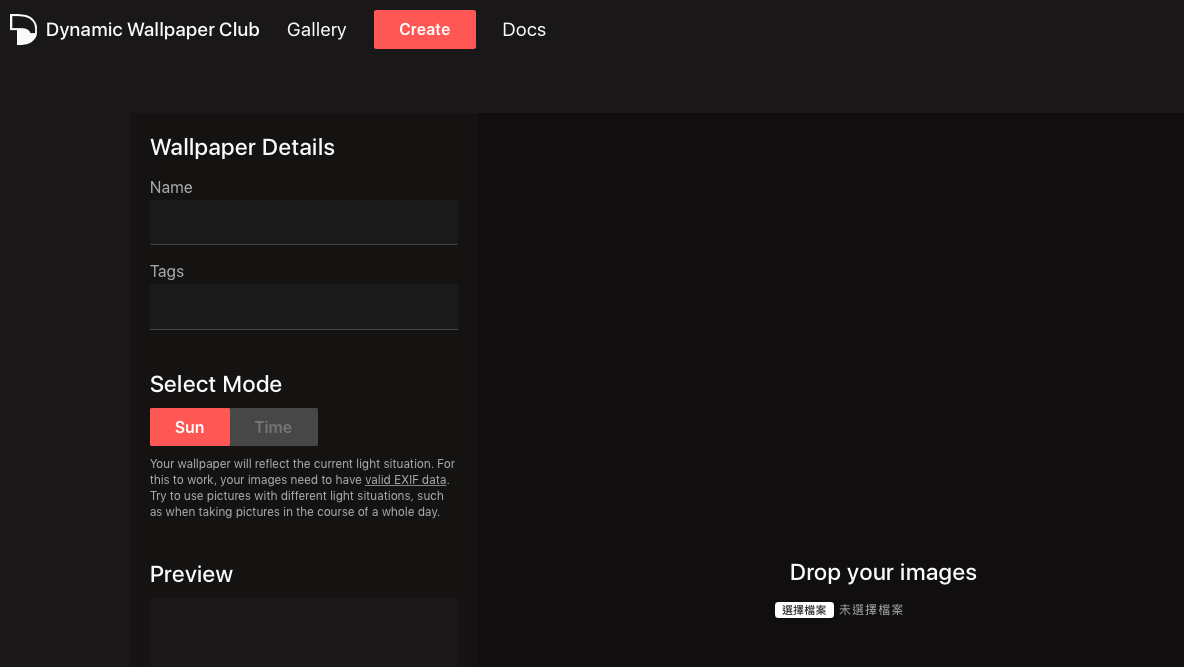 Dynamic Wallpaper Club Gallery Create Docs
Wallpaper Details
Name
Tags
Select Mode
Sun Time
Your wallpaper will reflect the current light situation. For
this to work, your images need to have valid EXIF data.
Try to use pictures with different light situations, such
as when taking pictures in the course of a whole day.
Preview
Drop your images
選擇檔案 未選擇檔案